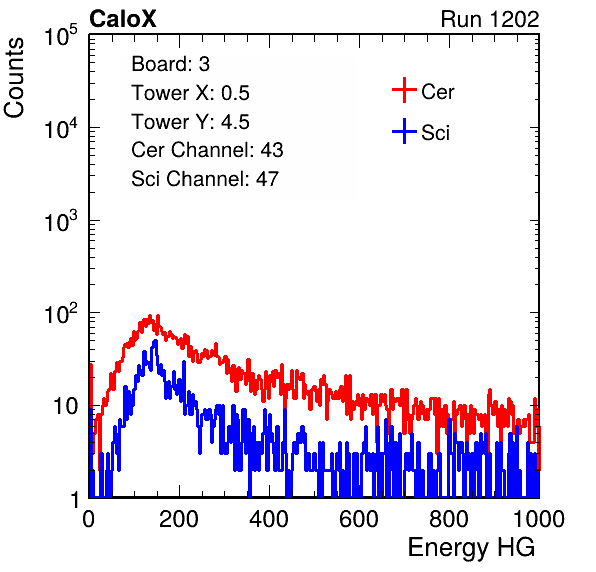 CaloX Run 1202
Counts
Board: 3
Tower X: 0.5
Tower Y: 4.5
Cer Channel: 43
Sci Channel: 47
Cer
Sci
10^5
10^4
10^3
10^2
10
1
0 200 400 600 800 1000
Energy HG